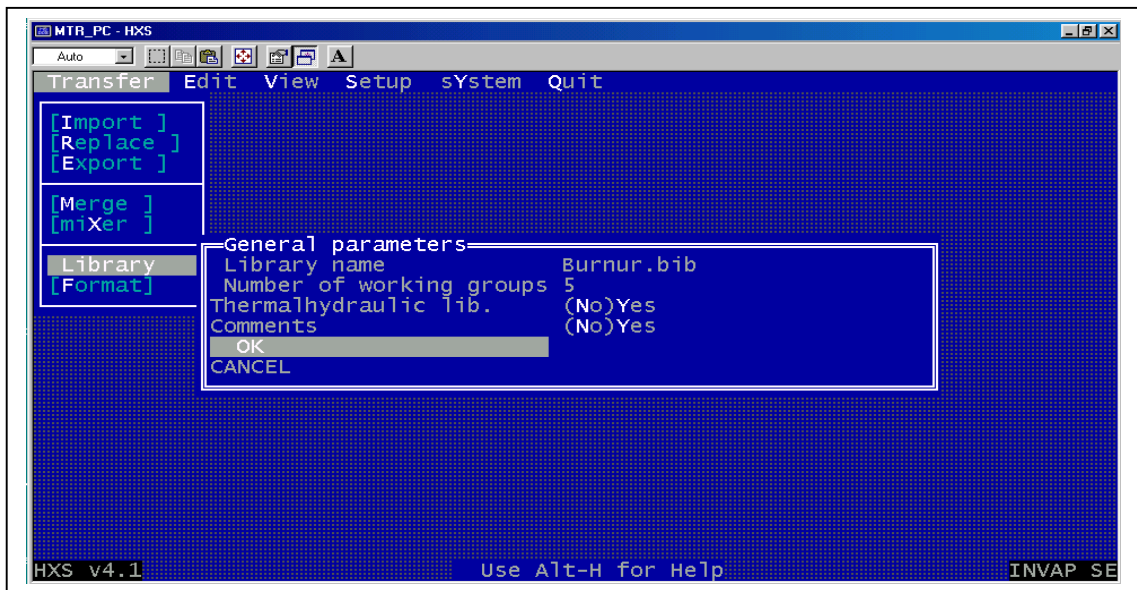 MTR_PC - HXS
Auto
A
Transfer Edit View Setup sYstem Quit
[Import ]
[Replace ]
[Export ]
[Merge ]
[miXer ]
Library
[Format]
General parameters
Library name Burnur.bib
Number of working groups 5
Thermalhydraulic lib. (No)Yes
Comments (No)Yes
OK
CANCEL
HXS v4.1 Use Alt-H for Help INVAP SE